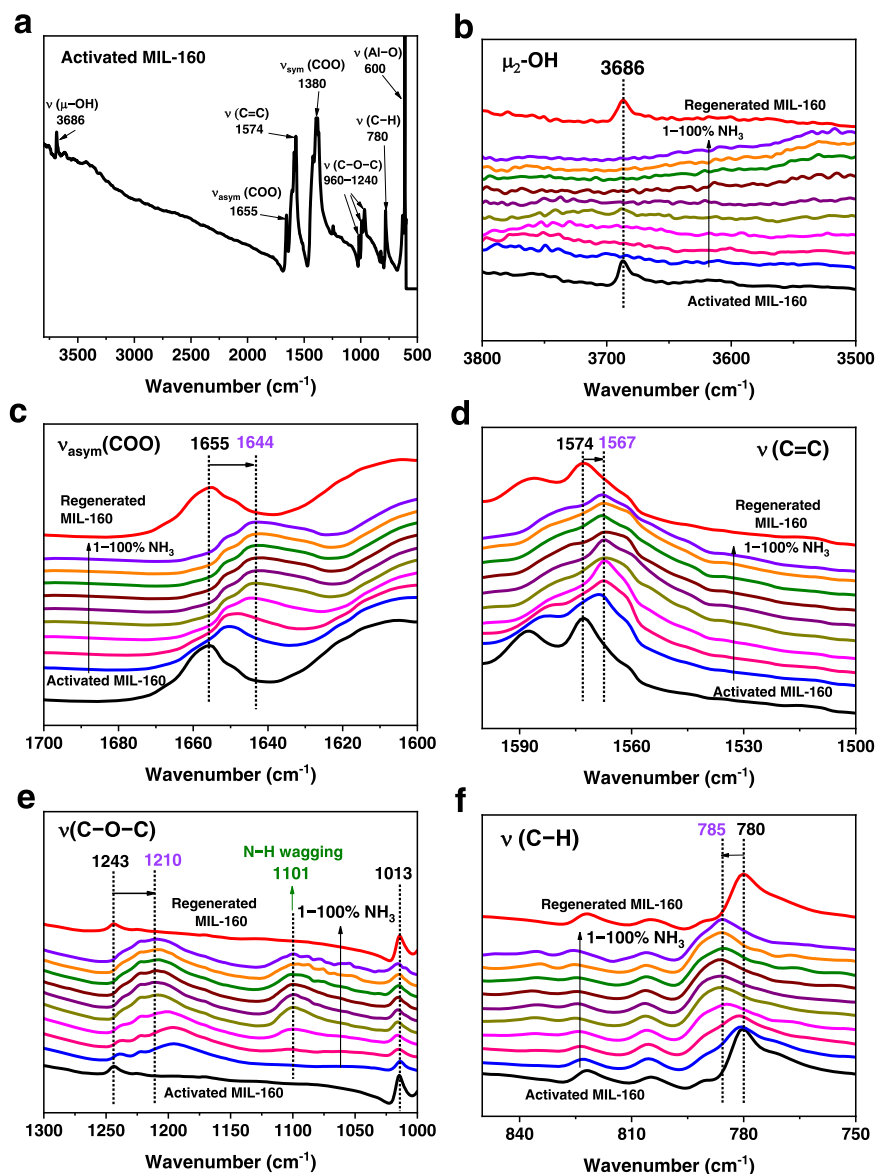 a
Activated MIL-160
ν (μ−OH)
3686
ν (C=C)
1574
νasym (COO)
1655
νsym (COO)
1380
ν (C−O−C)
960−1240
ν (C−H)
780
ν (Al−O)
600
3500 3000 2500 2000 1500 1000 500
Wavenumber (cm⁻¹)
b
μ₂-OH
3686
Regenerated MIL-160
1−100% NH₃
Activated MIL-160
3800 3700 3600 3500
Wavenumber (cm⁻¹)
c
νasym(COO)
1655 1644
Regenerated
MIL-160
1−100% NH₃
Activated MIL-160
1700 1680 1660 1640 1620 1600
Wavenumber (cm⁻¹)
d
1574 1567
ν (C=C)
Regenerated
MIL-160
1−100% NH₃
Activated MIL-160
1590 1560 1530 1500
Wavenumber (cm⁻¹)
e
ν(C−O−C)
1243 1210
N−H wagging
1101
1013
Regenerated
MIL-160
1−100% NH₃
Activated MIL-160
1300 1250 1200 1150 1100 1050 1000
Wavenumber (cm⁻¹)
f
ν (C−H)
785 780
Regenerated MIL-160
1−100% NH₃
Activated MIL-160
840 810 780 750
Wavenumber (cm⁻¹)